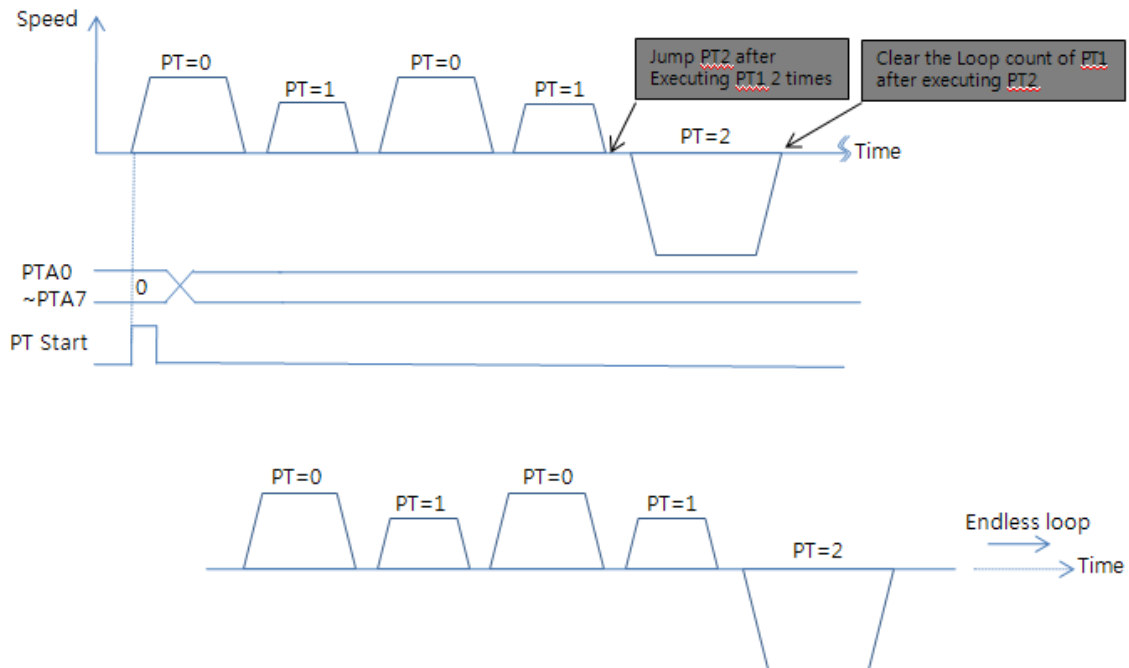 Speed
PT=0
PT=1
PT=0
PT=1
Jump PT2 after
Executing PT1 2 times
Clear the Loop count of PT1
after executing PT2
PT=2
Time
PTA0
~PTA7
0
PT Start
PT=0
PT=1
PT=0
PT=1
PT=2
Endless loop
Time